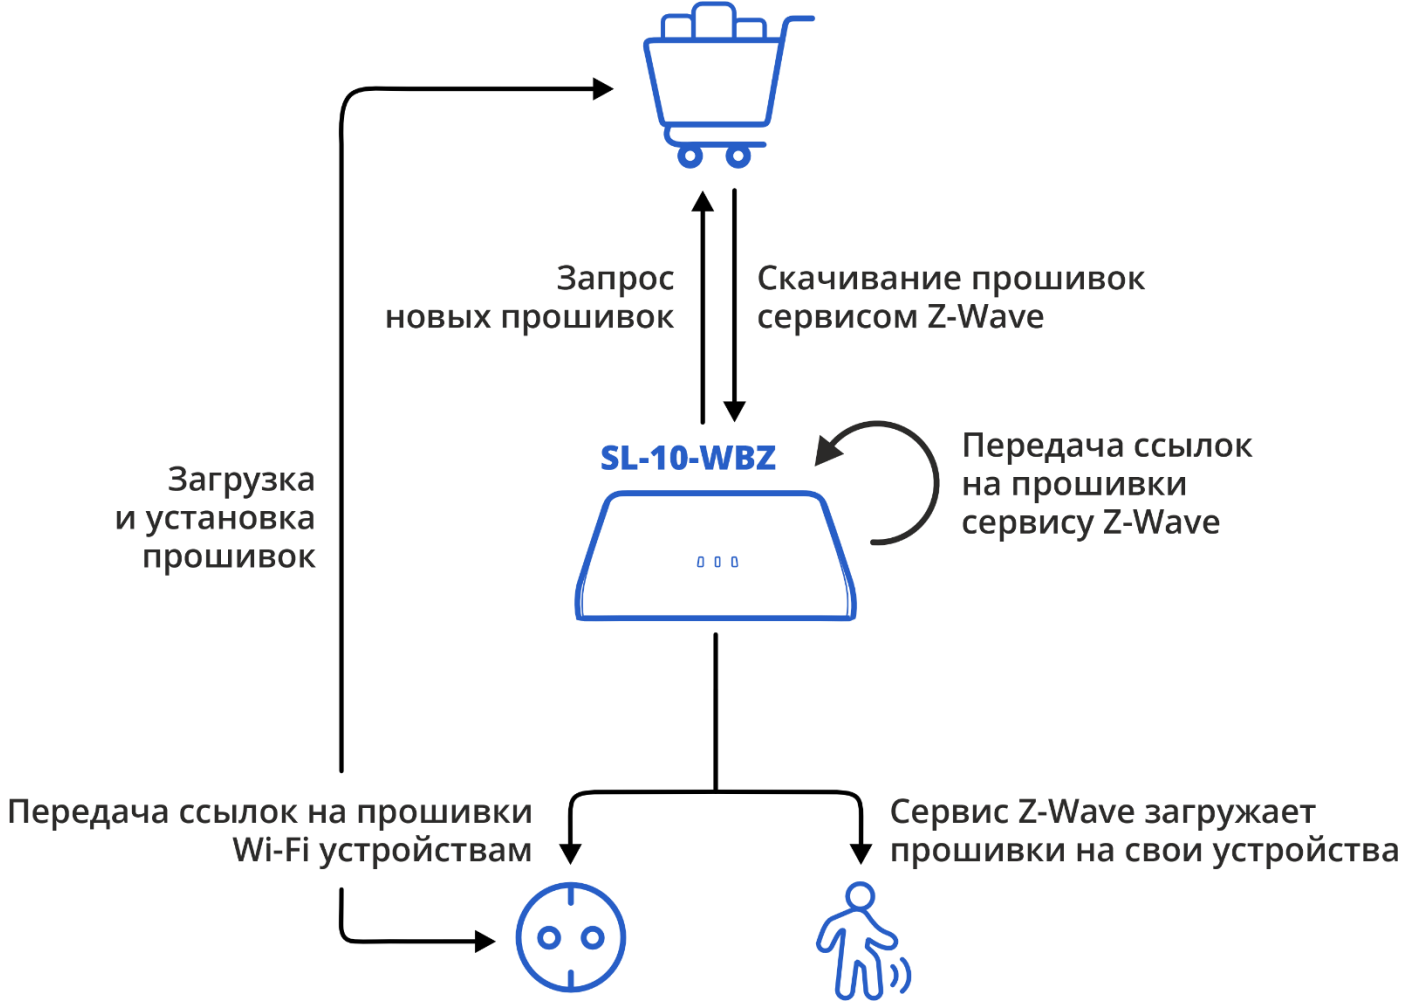 Запрос
новых прошивок
Скачивание прошивок
сервисом Z-Wave
SL-10-WBZ
Передача ссылок
на прошивки
сервису Z-Wave
Загрузка
и установка
прошивок
Передача ссылок на прошивки
Wi-Fi устройствам
Сервис Z-Wave загружает
прошивки на свои устройства